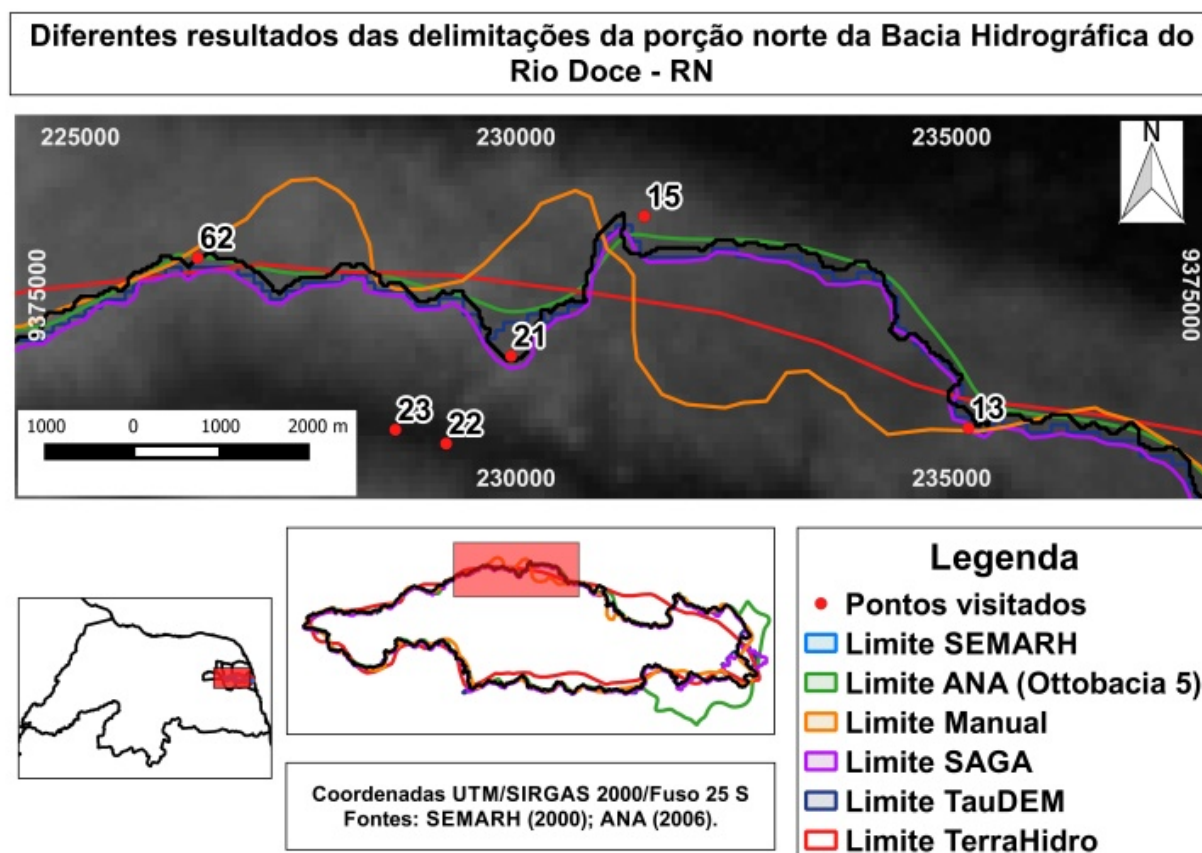 Diferentes resultados das delimitações da porção norte da Bacia Hidrográfica do
Rio Doce - RN
225000
230000
235000
N
15
62
9375000
9375000
21
13
23
22
1000
0
1000
2000 m
230000
235000
Legenda
Pontos visitados
Limite SEMARH
Limite ANA (Ottobacia 5)
Limite Manual
Limite SAGA
Limite TauDEM
Limite TerraHidro
Coordenadas UTM/SIRGAS 2000/Fuso 25 S
Fontes: SEMARH (2000); ANA (2006).